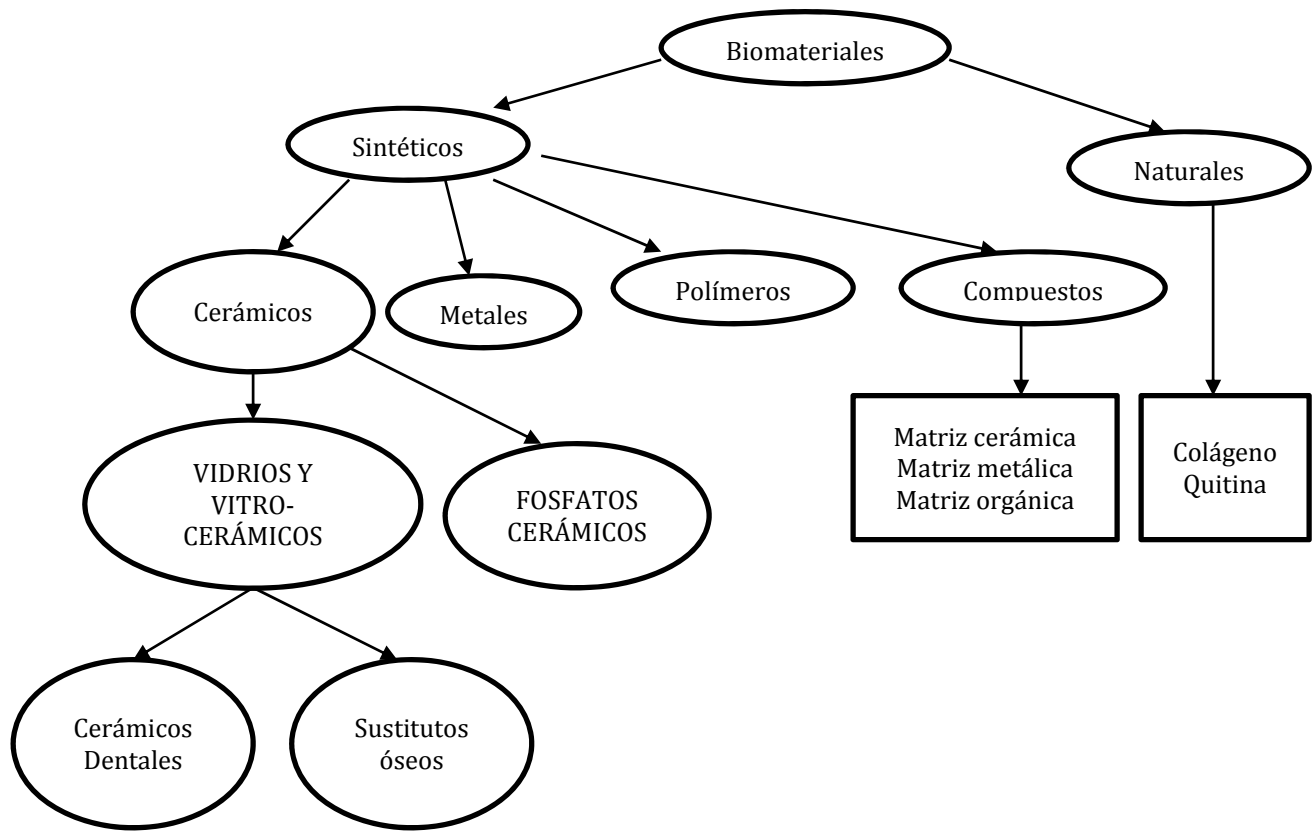 Biomateriales
Sintéticos
Naturales
Cerámicos
Metales
Polímeros
Compuestos
VIDRIOS Y
VITRO-
CERÁMICOS
FOSFATOS
CERÁMICOS
Matriz cerámica
Matriz metálica
Matriz orgánica
Colágeno
Quitina
Cerámicos
Dentales
Sustitutos
óseos